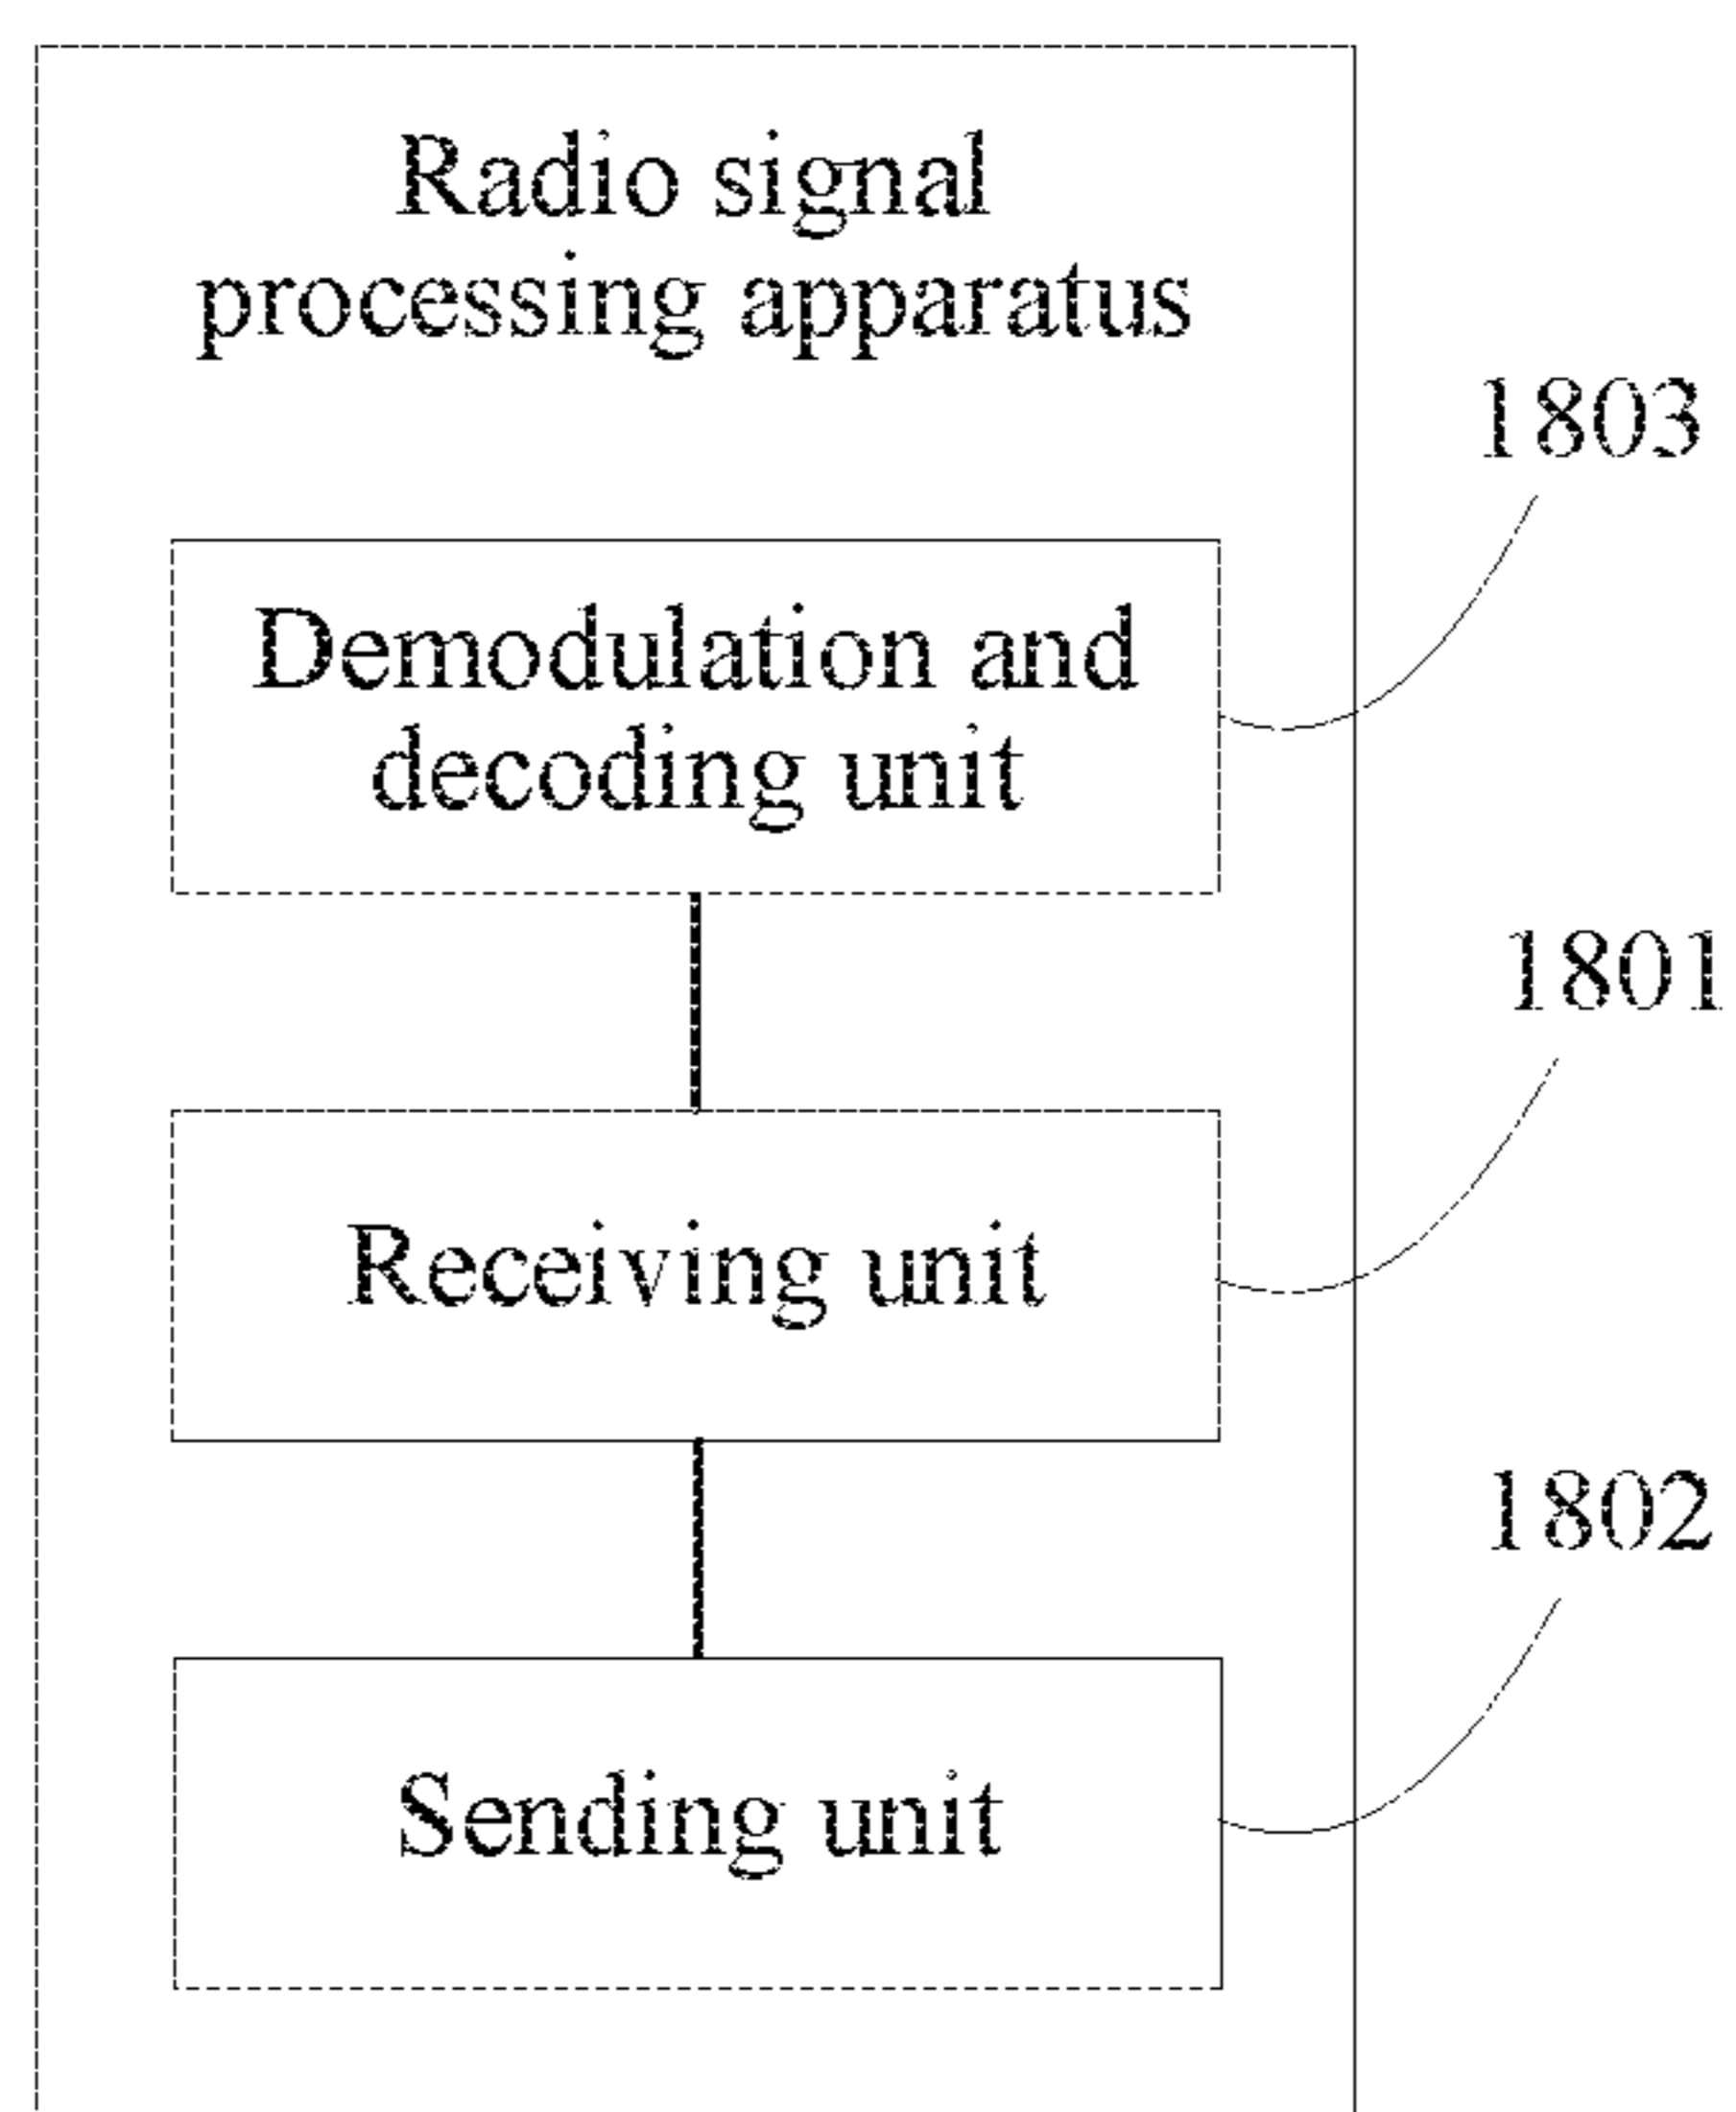 Radio signal
processing apparatus
1803
Demodulation and
decoding unit
1801
Receiving unit
1802
Sending unit